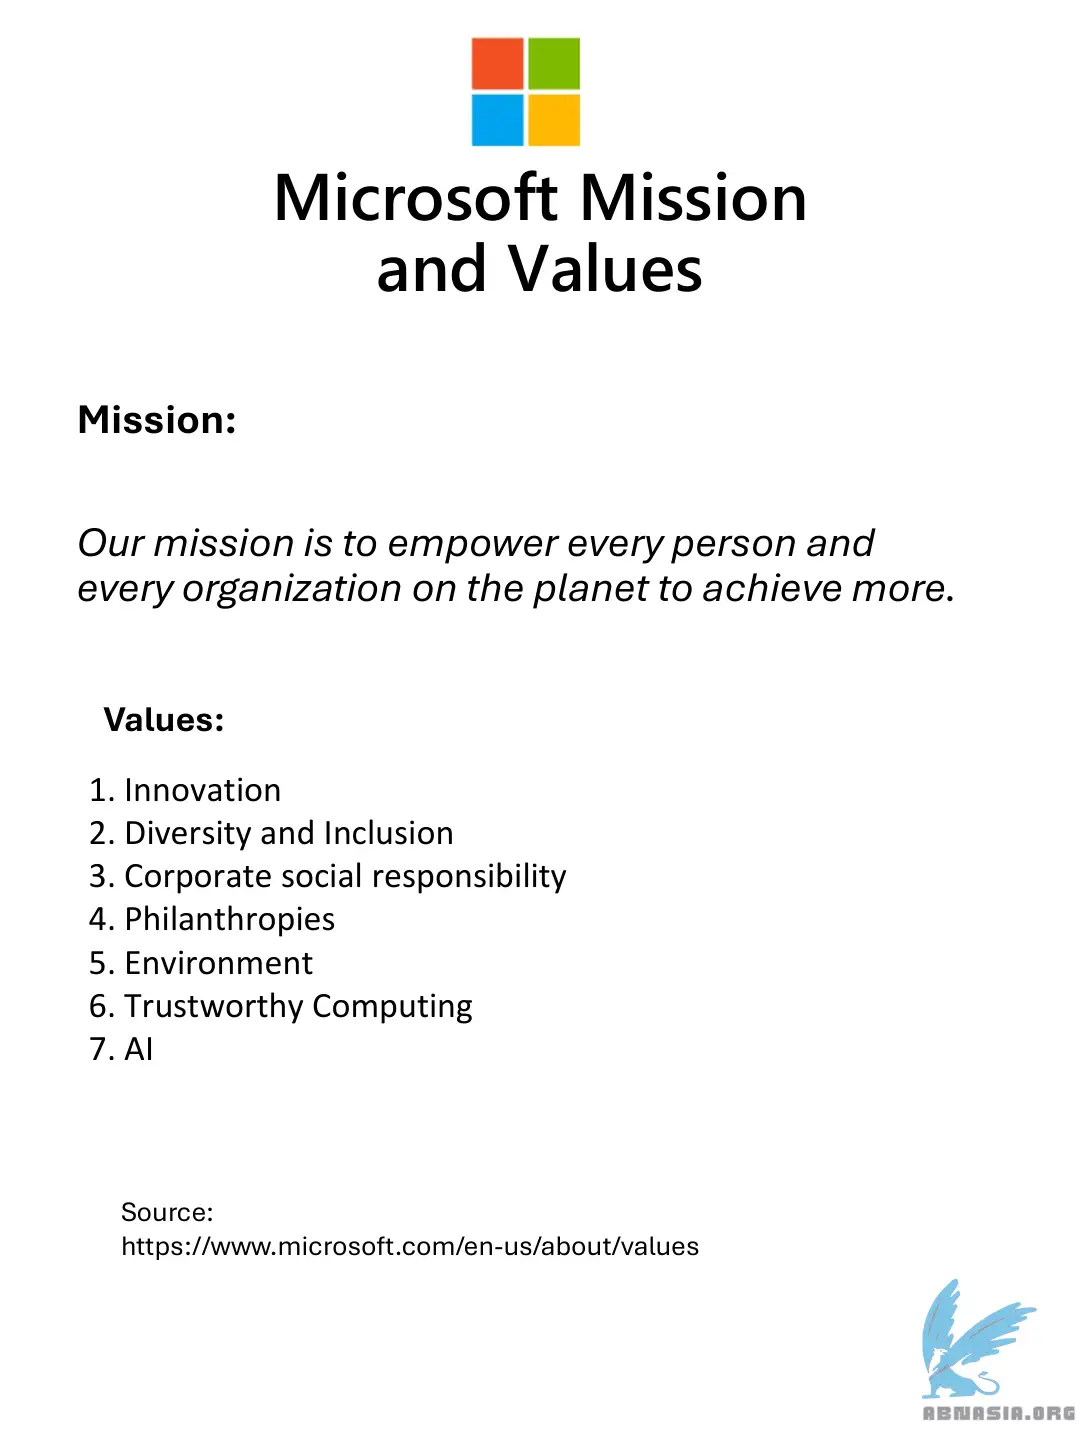 Microsoft Mission
and Values
Mission:
Our mission is to empower every person and
every organization on the planet to achieve more.
Values:
1. Innovation
2. Diversity and Inclusion
3. Corporate social responsibility
4. Philanthropies
5. Environment
6. Trustworthy Computing
7. AI
Source:
https://www.microsoft.com/en-us/about/values
ABNASIA.ORG